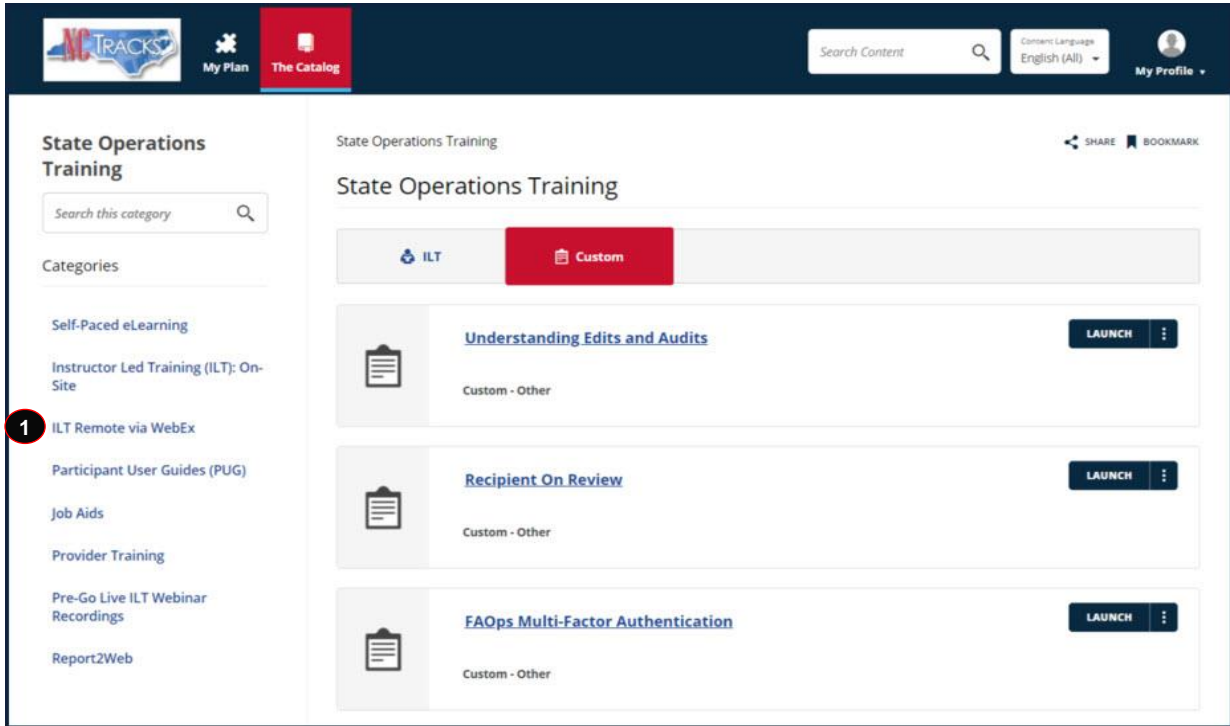 NCTRACKS
My Plan
The Catalog
Search Content
Content Language
English (All)
My Profile
State Operations
Training
Search this category
Categories
Self-Paced eLearning
Instructor Led Training (ILT): On-
Site
1
ILT Remote via WebEx
Participant User Guides (PUG)
Job Aids
Provider Training
Pre-Go Live ILT Webinar
Recordings
Report2Web
State Operations Training
SHARE
BOOKMARK
State Operations Training
ILT
Custom
Understanding Edits and Audits
LAUNCH
Custom - Other
Recipient On Review
LAUNCH
Custom - Other
FAOps Multi-Factor Authentication
LAUNCH
Custom - Other